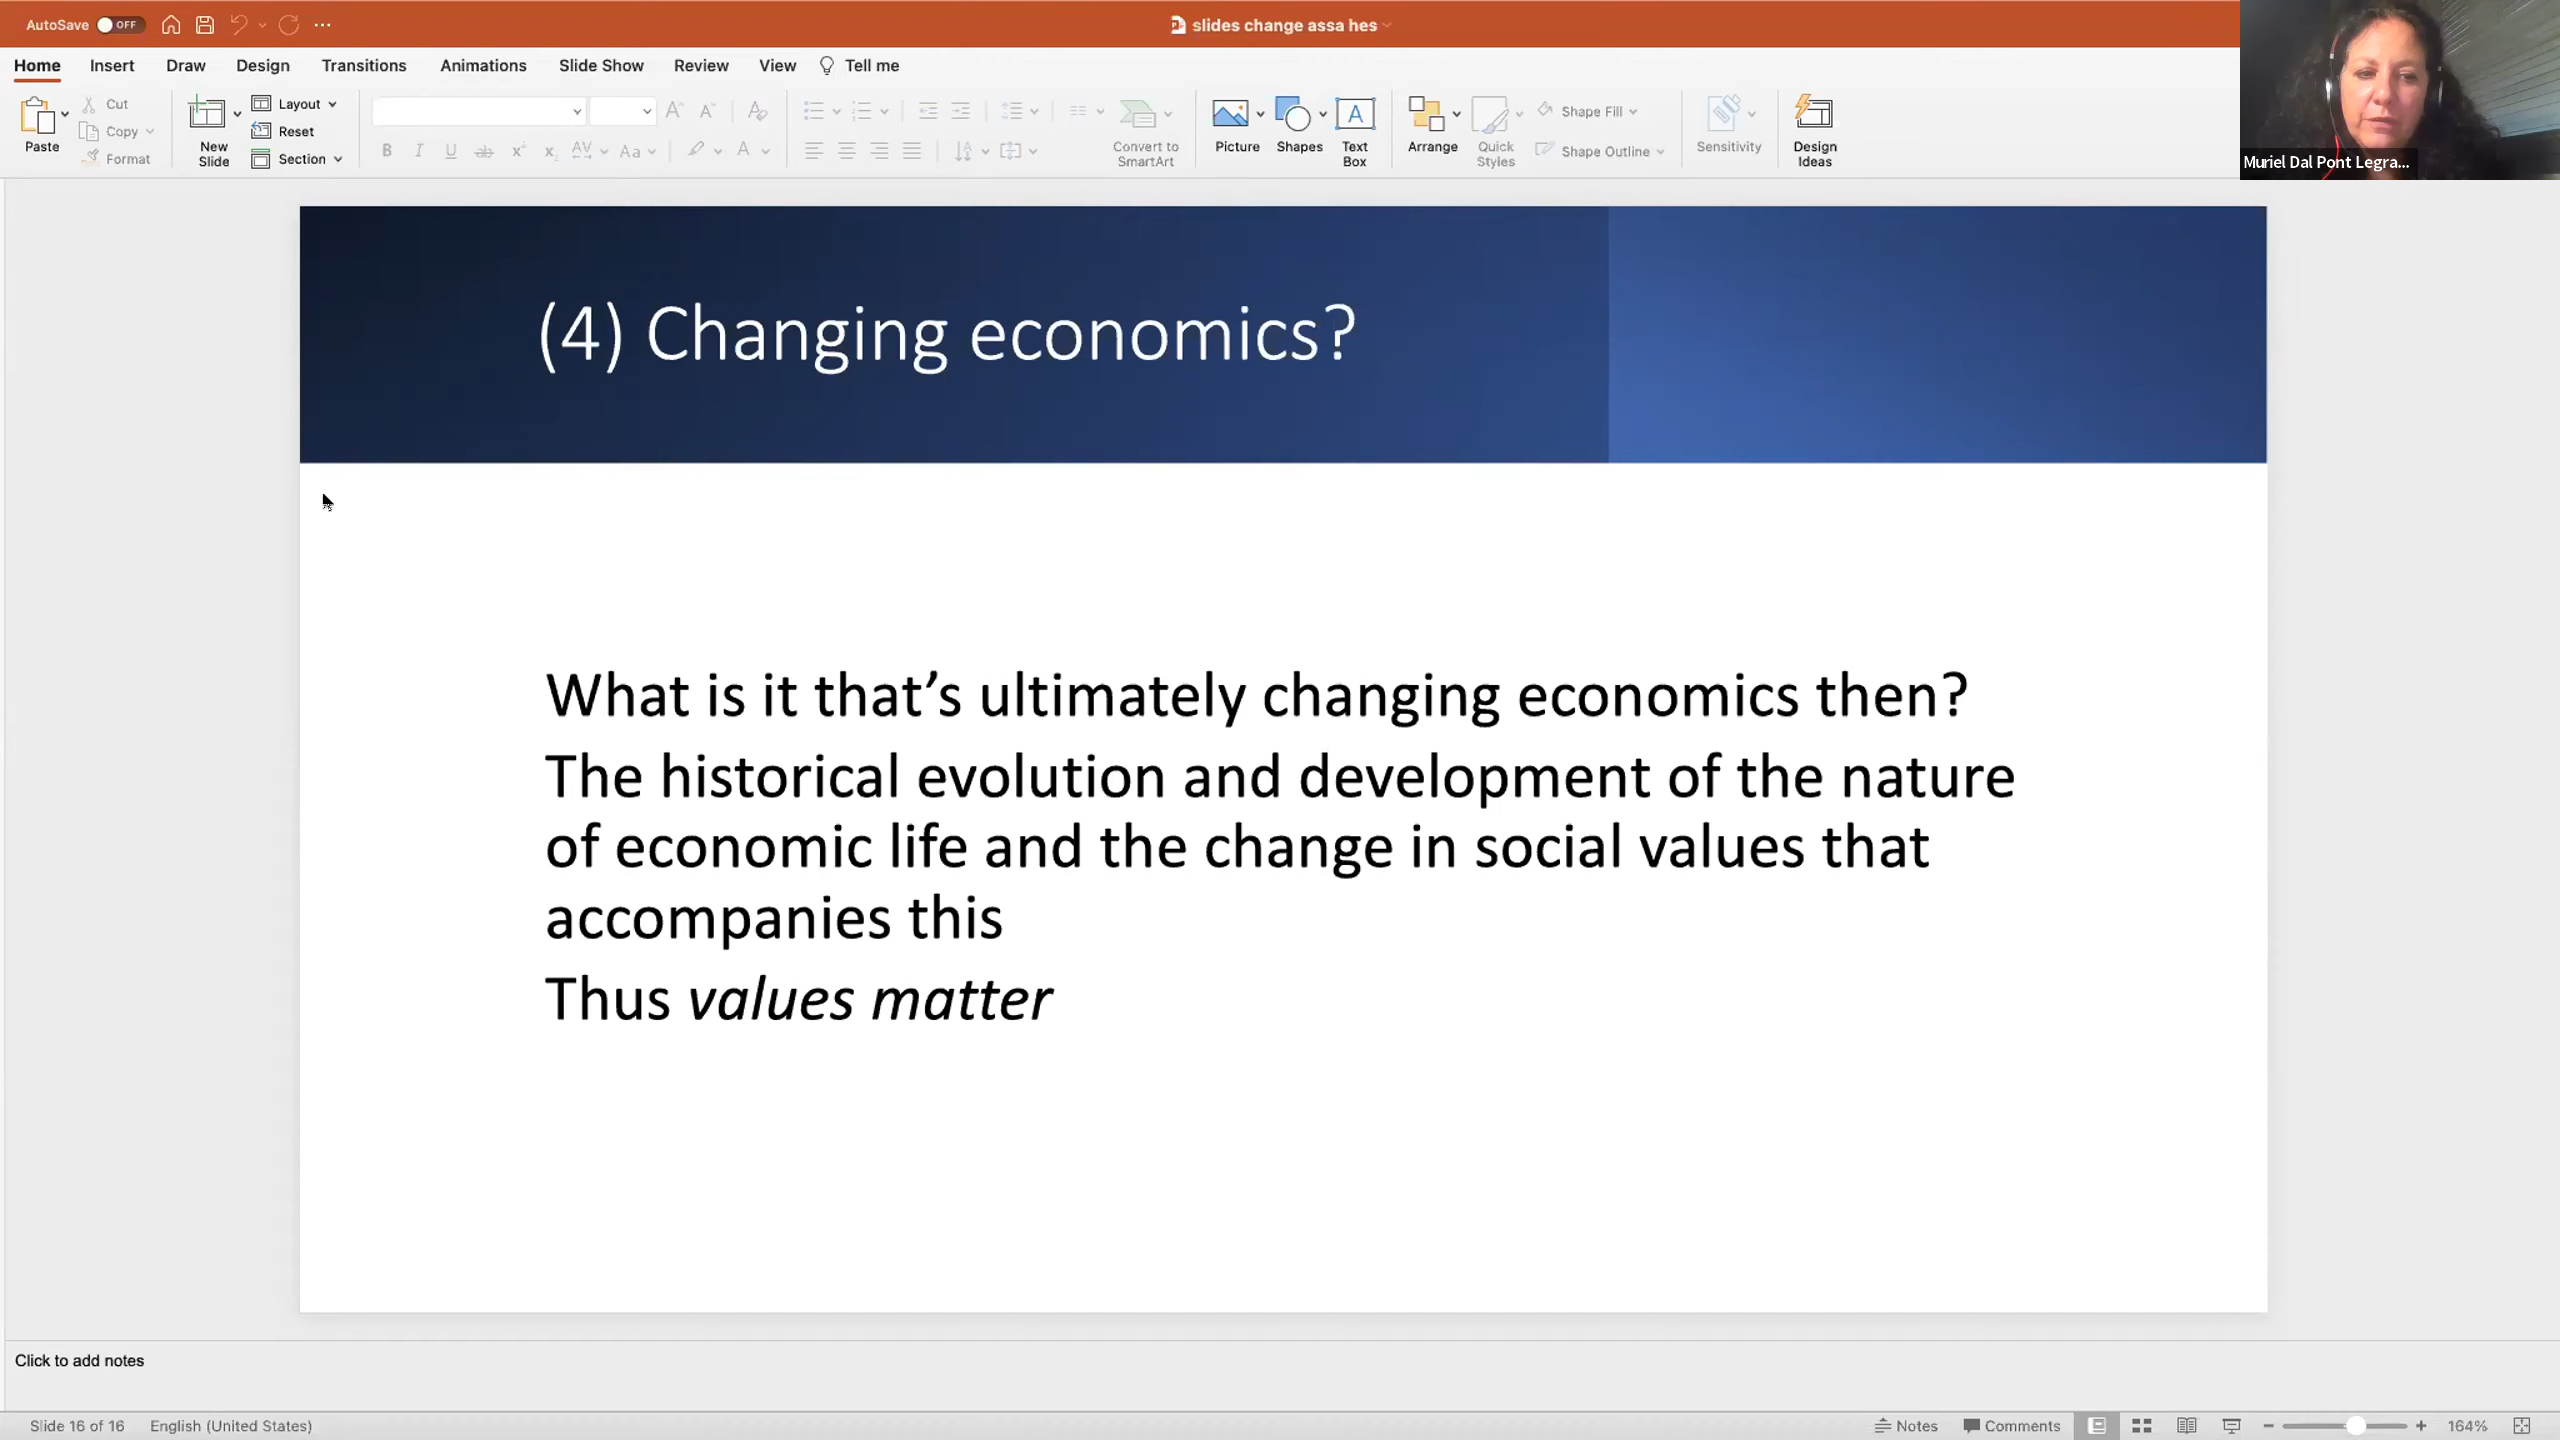 AutoSave OFF
slides change assa hes
Home Insert Draw Design Transitions Animations Slide Show Review View Tell me
Paste
Cut
Copy
Format
New
Slide
Layout
Reset
Section
B I U ab x x AV Aa A
Convert to
SmartArt
Picture
Shapes
A
Text
Box
Arrange
Quick
Styles
Shape Fill
Shape Outline
Sensitivity
Design
Ideas
Muriel Dal Pont Legra...
(4) Changing economics?
What is it that’s ultimately changing economics then?
The historical evolution and development of the nature
of economic life and the change in social values that
accompanies this
Thus values matter
Click to add notes
Slide 16 of 16 English (United States) Notes Comments 164%